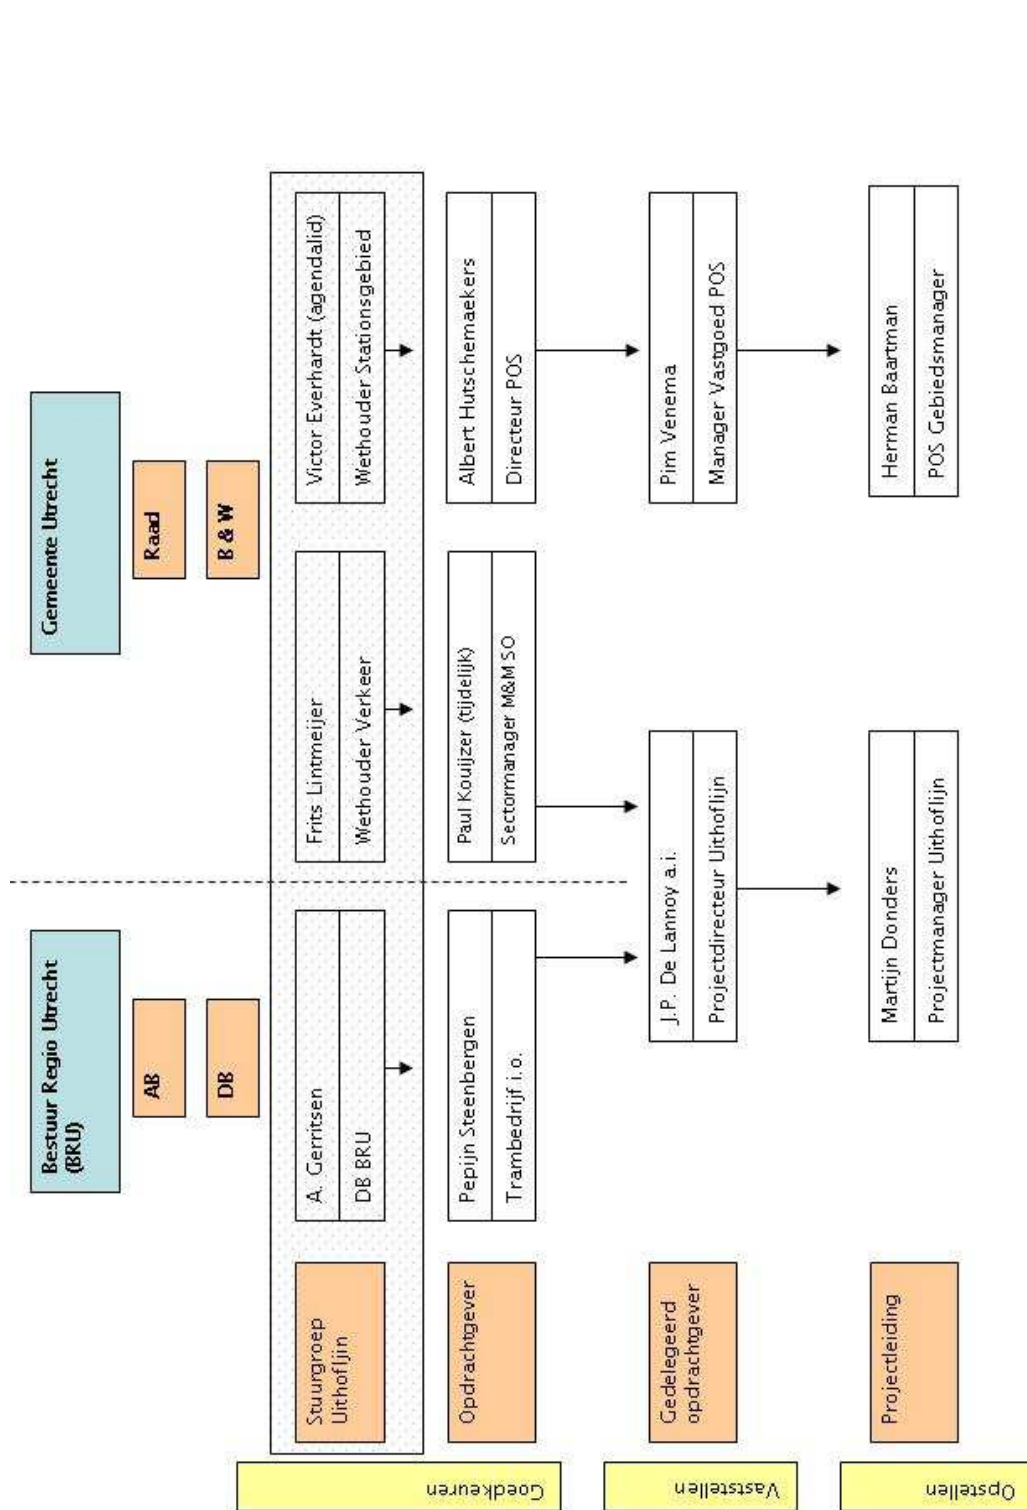 Bestuur Regio Utrecht
(BRU)
Gemeente Utrecht
AB
Raad
DB
B & W
Goedkeuren
Stuurgroep
Uithofljin
A. Gerritsen
DB BRU
Frits Lintmeijer
Wethouder Verkeer
Victor Everhardt (agendalid)
Wethouder Stationsgebied
Opdrachtgever
Pepijn Steenbergen
Trambedrijf i.o.
Paul Kouijzer (tijdelijk)
Sectormanager M&M SO
Albert Hutschemaekers
Directeur POS
Vaststellen
Gedelegeerd
opdrachtgever
J.P. De Lannoy a.i.
Projectdirecteur Uithoflijn
Pim Venema
Manager Vastgoed POS
Opstellen
Projectleiding
Martijn Donders
Projectmanager Uithoflijn
Herman Baartman
POS Gebiedsmanager